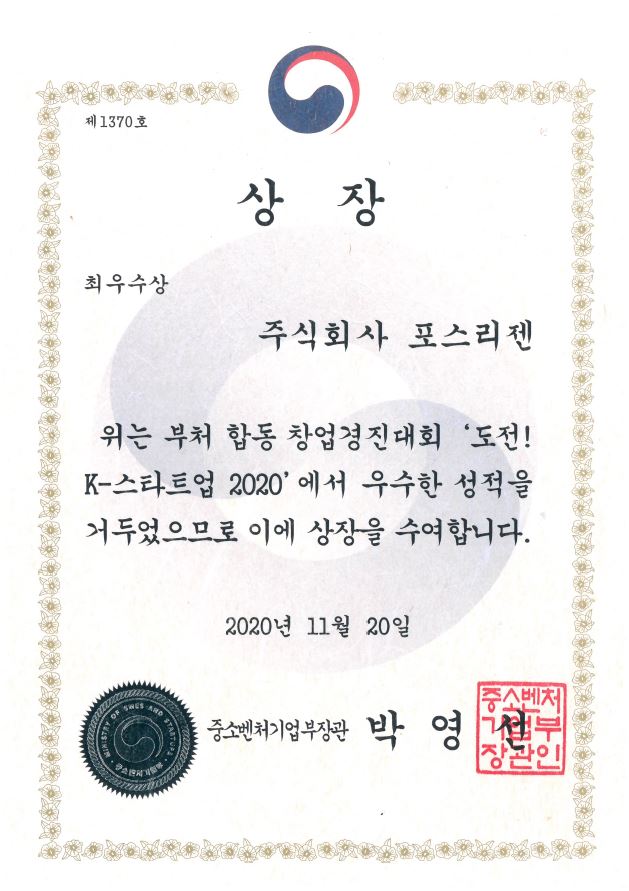 제1370호
상 장
최우수상
주식회사 포스리젠
위는 부처 합동 창업경진대회 ‘도전!
K-스타트업 2020’에서 우수한 성적을
거두었으므로 이에 상장을 수여합니다.
2020년 11월 20일
MINISTRY OF SMES AND STARTUPS
중소벤처기업부장관 박 영 선
중소벤처
기업부
장관인